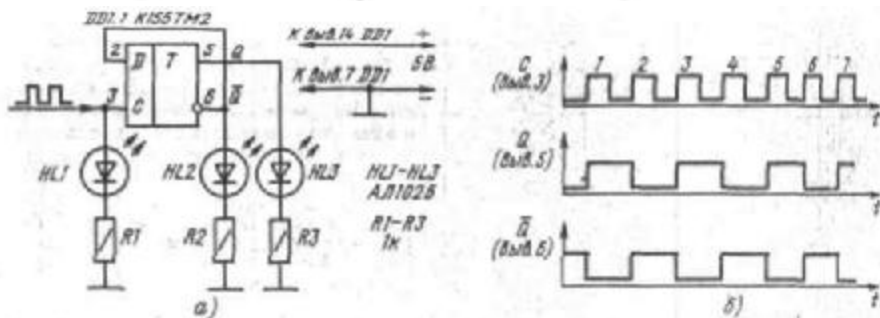 DD1.1 К155ТМ2
2 D T 5 Q
3 C 6 Q̅
К выв.14 DD1 +
5В
К выв.7 DD1 −
HL1 HL2 HL3
HL1-HL3
АЛ102Б
R1 R2 R3
R1-R3
1к
а)
C
(выв.3)
1 2 3 4 5 6 7
t
Q
(выв.5)
t
Q̅
(выв.6)
t
б)